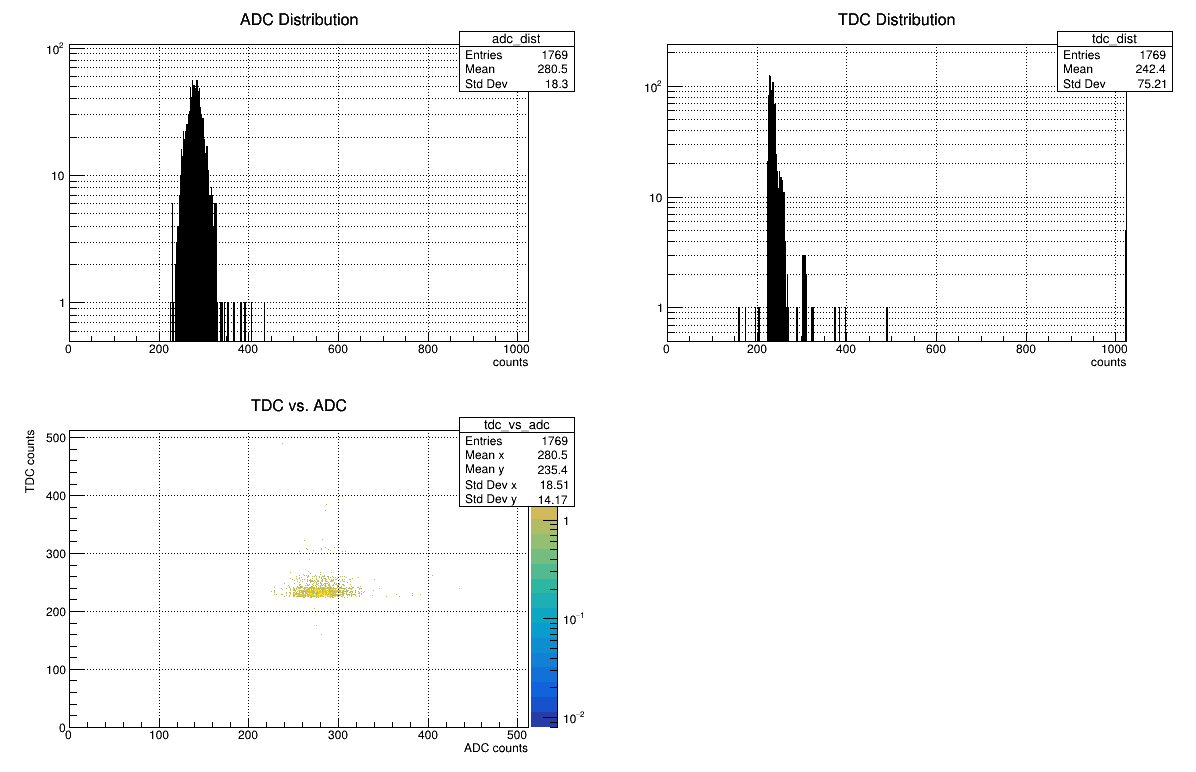 ADC Distribution
adc_dist
Entries 1769
Mean 280.5
Std Dev 18.3
10²
10
1
0 200 400 600 800 1000
counts
TDC Distribution
tdc_dist
Entries 1769
Mean 242.4
Std Dev 75.21
10²
10
1
0 200 400 600 800 1000
counts
TDC vs. ADC
tdc_vs_adc
Entries 1769
Mean x 280.5
Mean y 235.4
Std Dev x 18.51
Std Dev y 14.17
TDC counts
500
400
300
200
100
0
0 100 200 300 400 500
ADC counts
1
10⁻¹
10⁻²